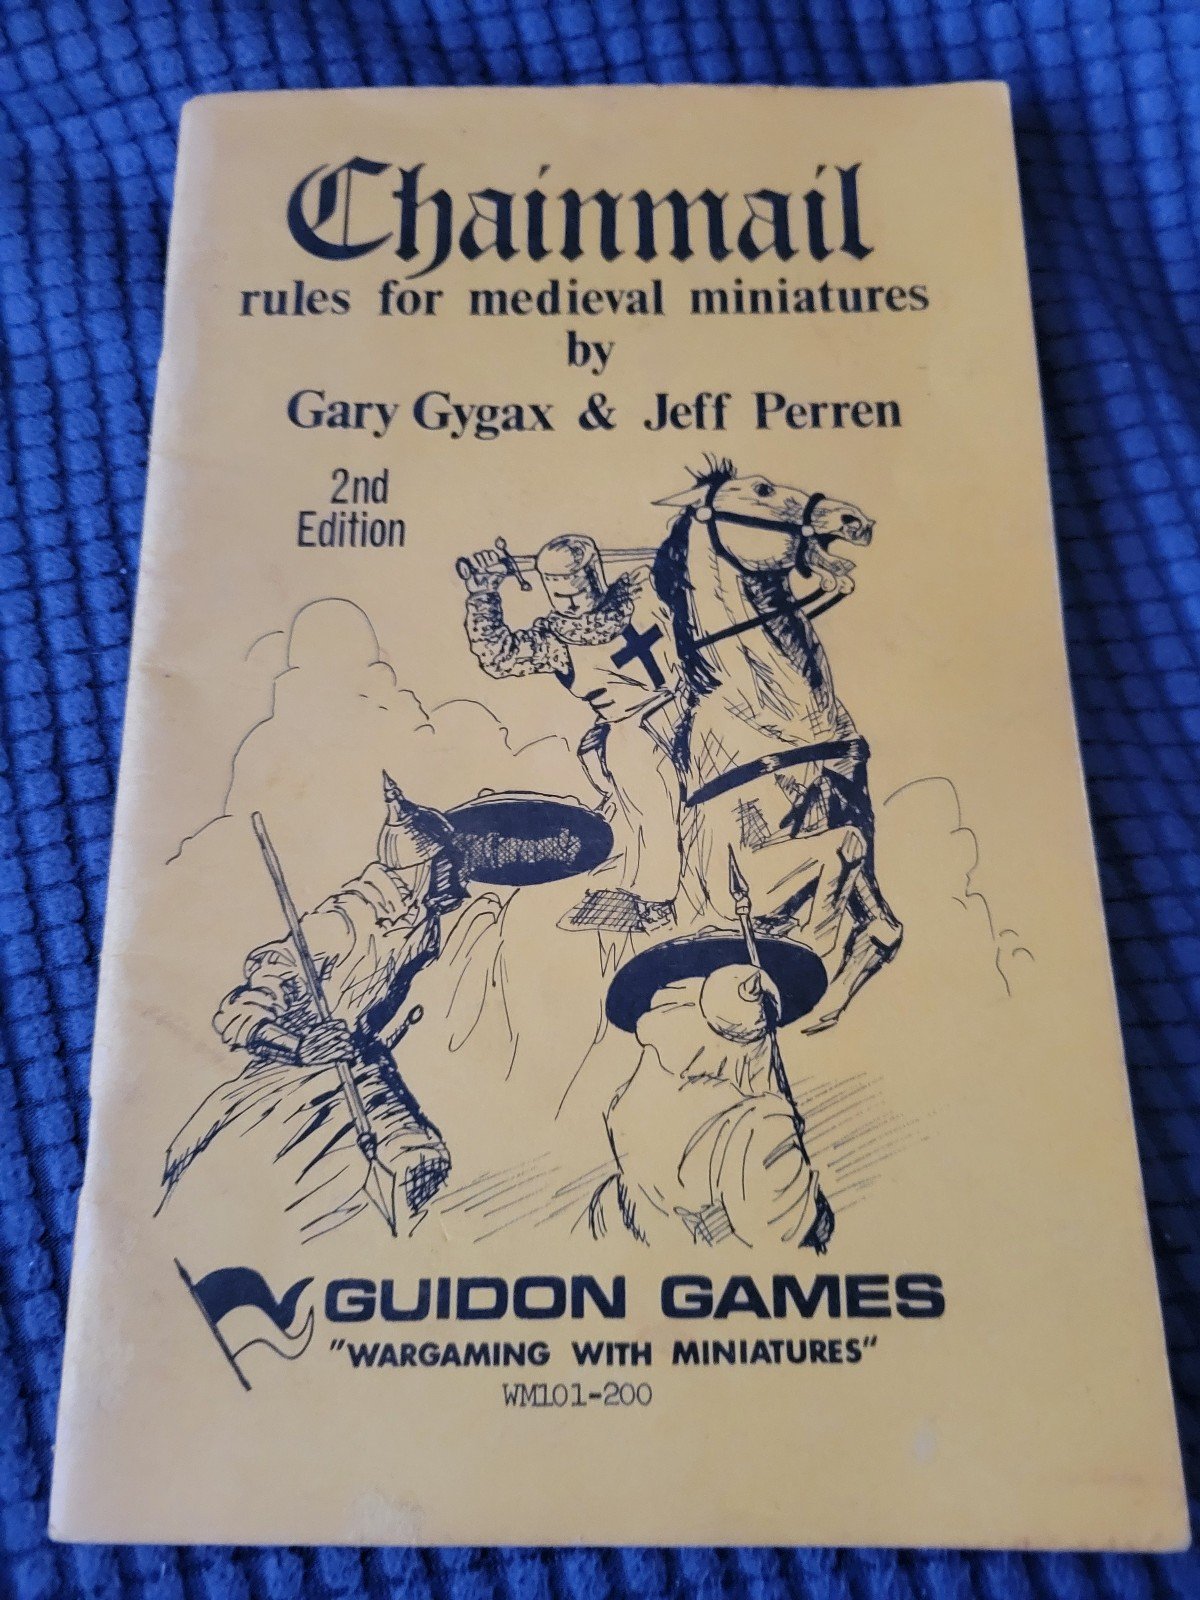 Chainmail
rules for medieval miniatures
by
Gary Gygax & Jeff Perren
2nd
Edition
GUIDON GAMES
"WARGAMING WITH MINIATURES"
WM101-200